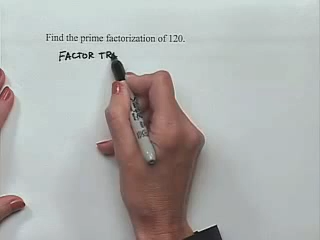 Find the prime factorization of 120.
FACTOR TR